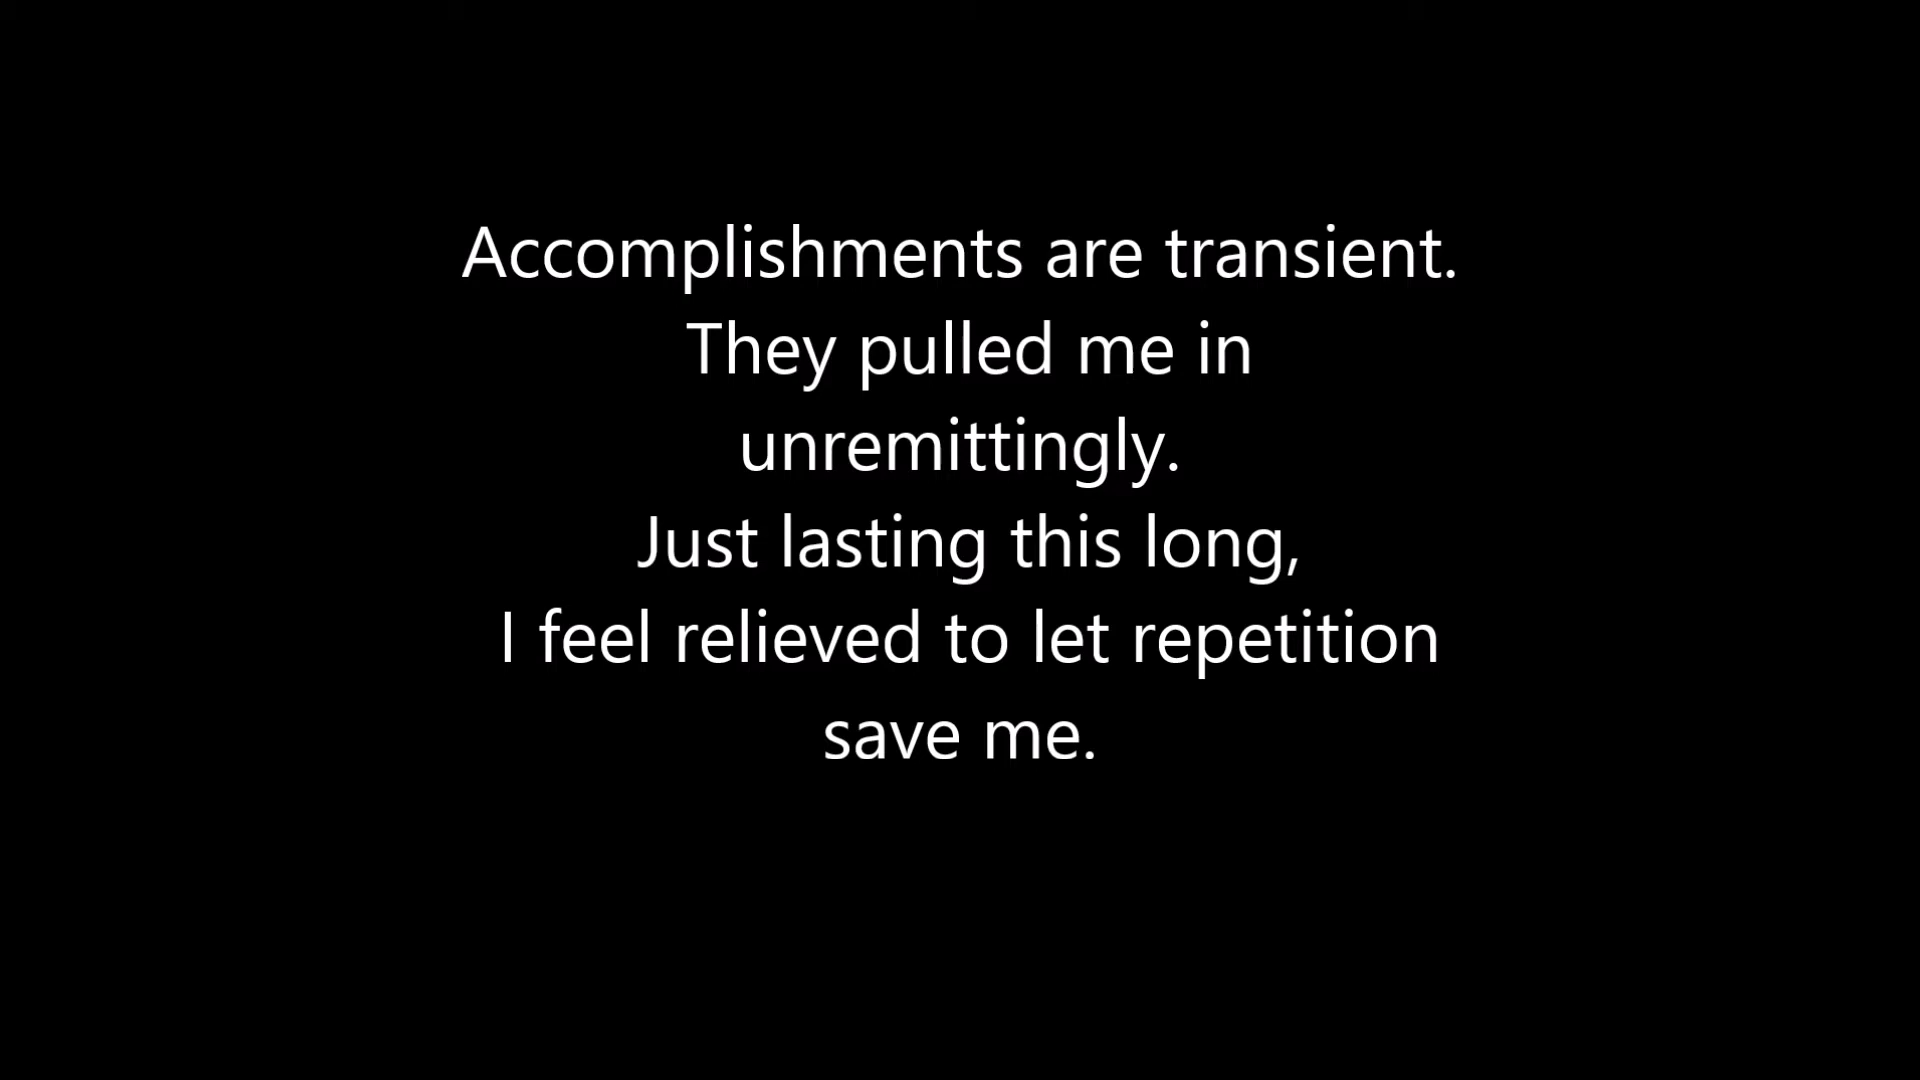 Accomplishments are transient.
They pulled me in
unremittingly.
Just lasting this long,
I feel relieved to let repetition
save me.